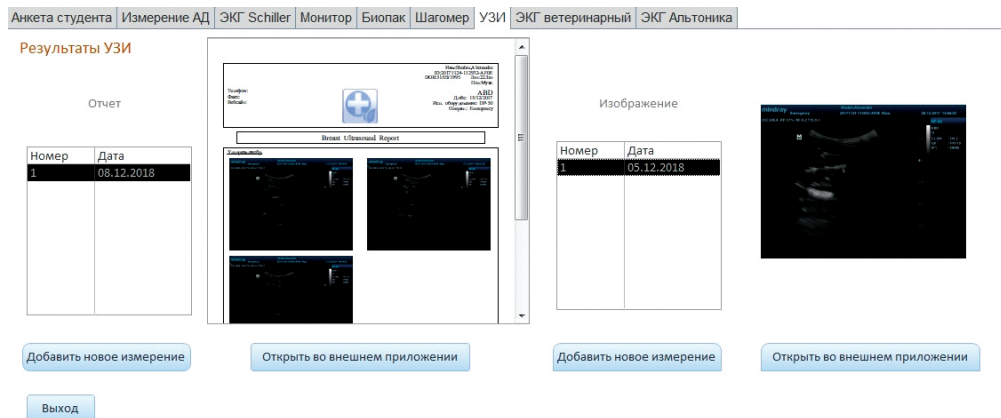 Анкета студента Измерение АД ЭКГ Schiller Монитор Биопак Шагомер УЗИ ЭКГ ветеринарный ЭКГ Альтоника
Результаты УЗИ
Отчет
Номер Дата
1 08.12.2018
ABD
Breast Ultrasound Report
Изображение
Номер Дата
1 05.12.2018
mindray
Добавить новое измерение
Открыть во внешнем приложении
Добавить новое измерение
Открыть во внешнем приложении
Выход